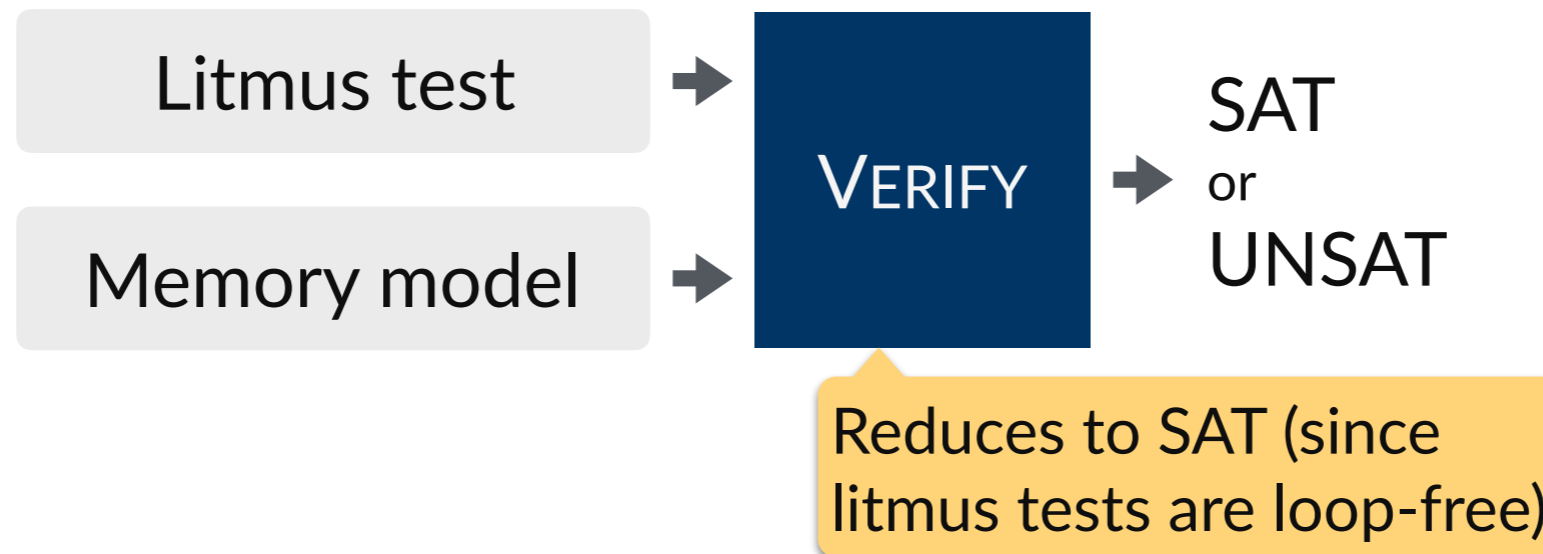 Litmus test
Memory model
VERIFY
SAT
or
UNSAT
Reduces to SAT (since
litmus tests are loop-free)